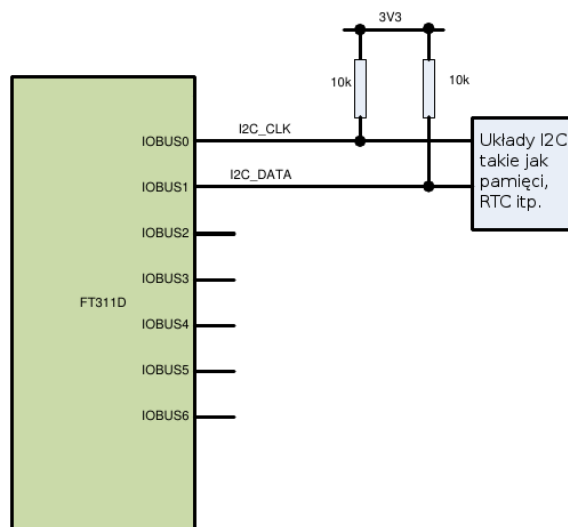 3V3
10k
10k
I2C_CLK
IOBUS0
Układy I2C
takie jak
pamięci,
RTC itp.
I2C_DATA
IOBUS1
IOBUS2
IOBUS3
FT311D
IOBUS4
IOBUS5
IOBUS6